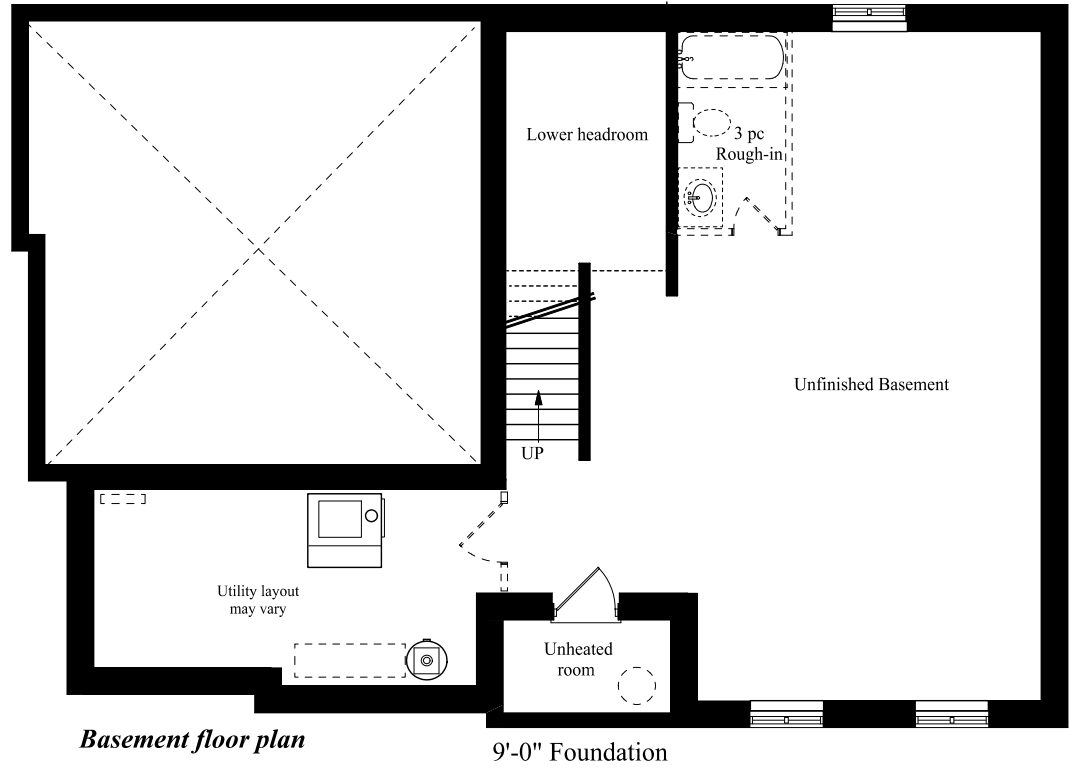 Lower headroom
3 pc
Rough-in
Unfinished Basement
UP
Utility layout
may vary
Unheated
room
Basement floor plan
9'-0" Foundation